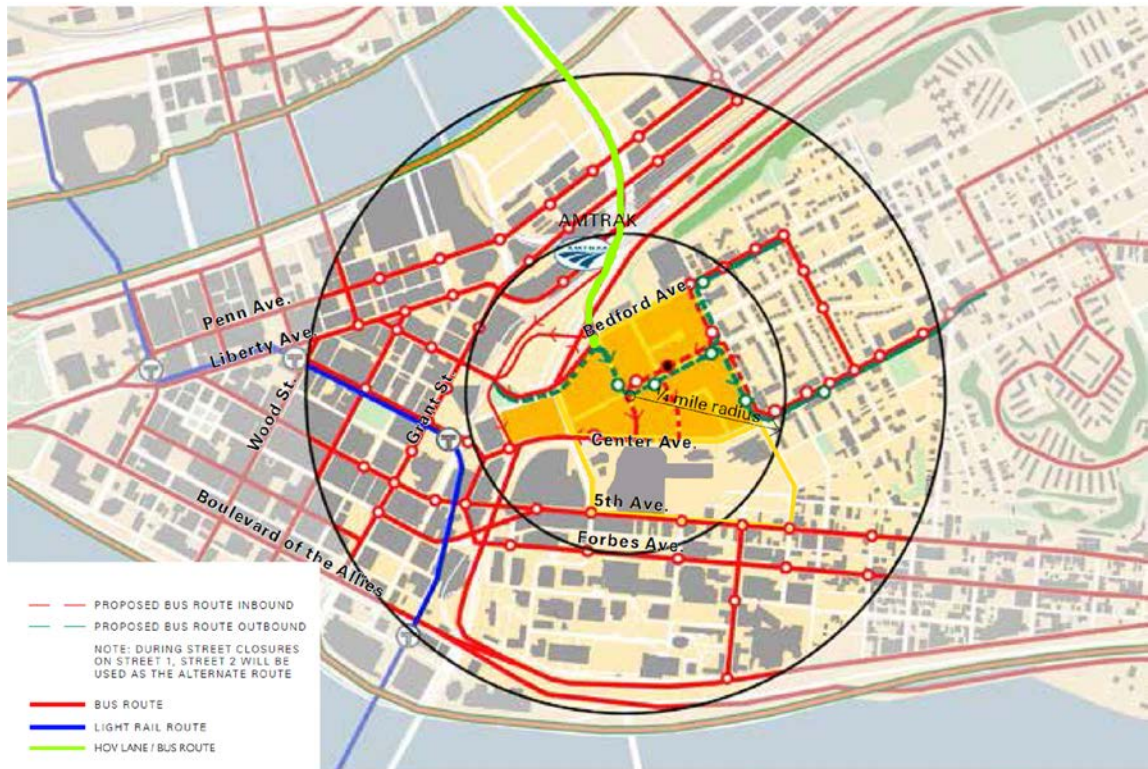 AMTRAK
AMTRAK
Bedford Ave.
Penn Ave.
Liberty Ave.
T
T
Wood St.
Grant St.
T
¼ mile radius
Center Ave.
5th Ave.
Forbes Ave.
Boulevard of the Allies
T
PROPOSED BUS ROUTE INBOUND
PROPOSED BUS ROUTE OUTBOUND
NOTE: DURING STREET CLOSURES
ON STREET 1, STREET 2 WILL BE
USED AS THE ALTERNATE ROUTE
BUS ROUTE
LIGHT RAIL ROUTE
HOV LANE / BUS ROUTE